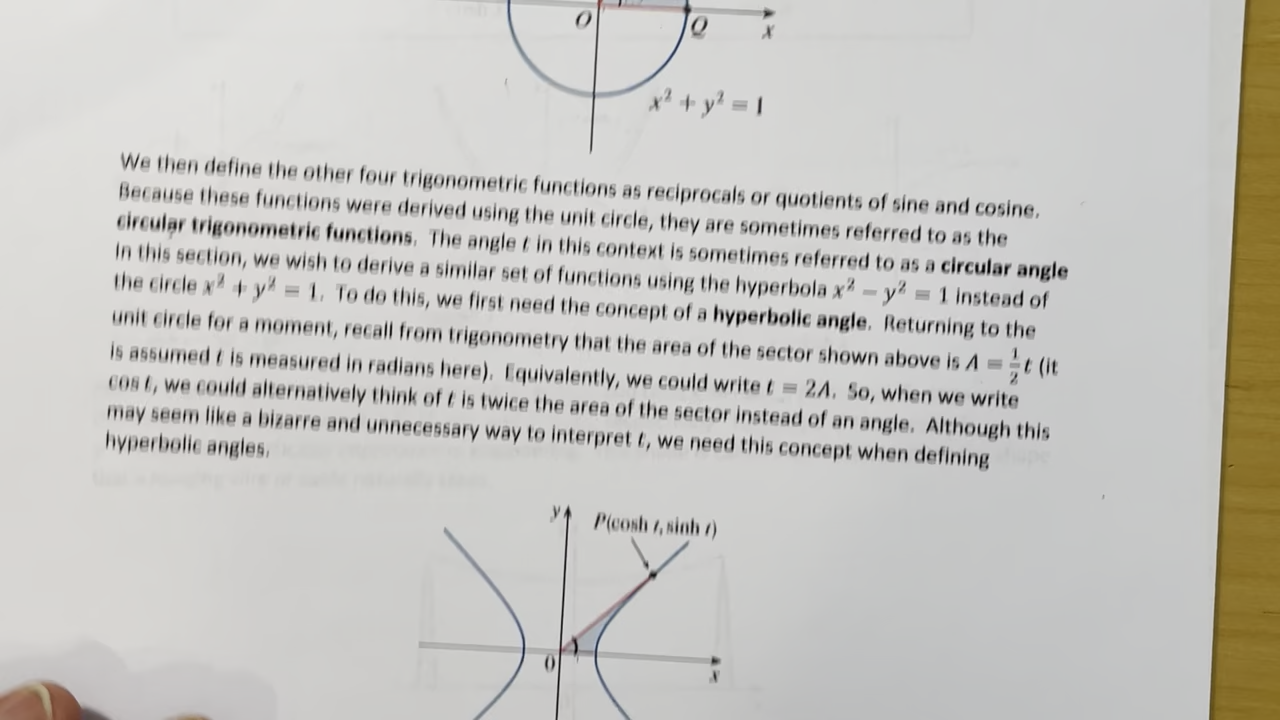 O
Q
x
x² + y² = 1
We then define the other four trigonometric functions as reciprocals or quotients of sine and cosine.
Because these functions were derived using the unit circle, they are sometimes referred to as the
circular trigonometric functions. The angle t in this context is sometimes referred to as a circular angle
In this section, we wish to derive a similar set of functions using the hyperbola x² − y² = 1 instead of
the circle x² + y² = 1. To do this, we first need the concept of a hyperbolic angle. Returning to the
unit circle for a moment, recall from trigonometry that the area of the sector shown above is A = ½t (it
is assumed t is measured in radians here). Equivalently, we could write t = 2A. So, when we write
cos t, we could alternatively think of t is twice the area of the sector instead of an angle. Although this
may seem like a bizarre and unnecessary way to interpret t, we need this concept when defining
hyperbolic angles.
y
P(cosh t, sinh t)
0
x